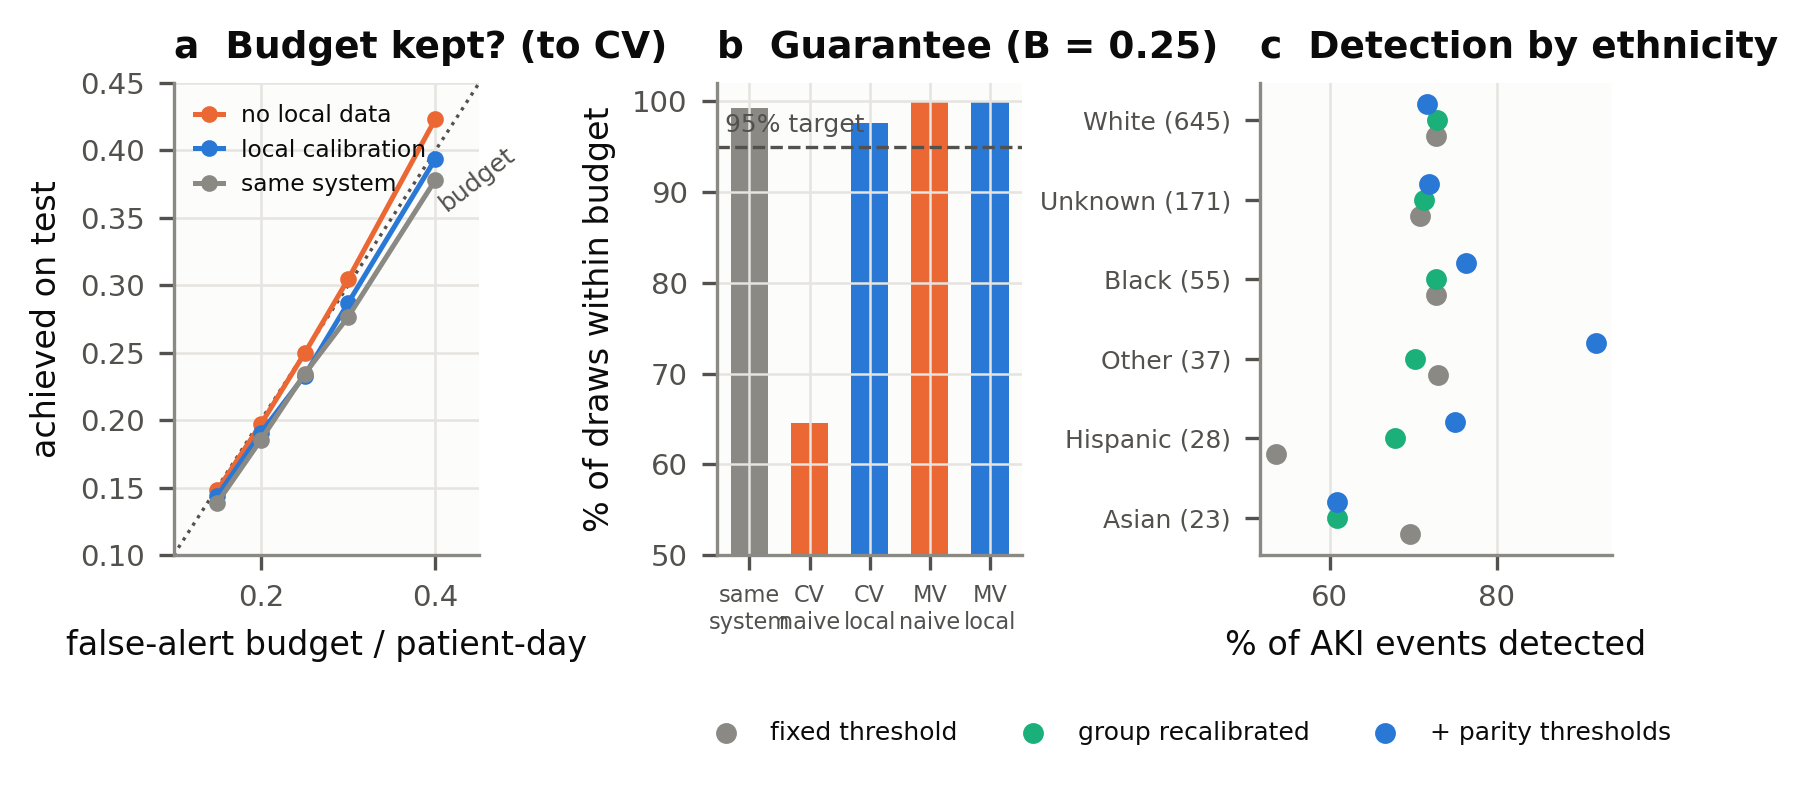 a Budget kept? (to CV)
0.45
0.40
0.35
0.30
0.25
0.20
0.15
0.10
achieved on test
no local data
local calibration
same system
budget
0.2
0.4
false-alert budget / patient-day
b Guarantee (B = 0.25)
100
90
80
70
60
50
% of draws within budget
95% target
same
system
CV
naive
CV
local
MV
naive
MV
local
c Detection by ethnicity
White (645)
Unknown (171)
Black (55)
Other (37)
Hispanic (28)
Asian (23)
60
80
% of AKI events detected
fixed threshold
group recalibrated
+ parity thresholds